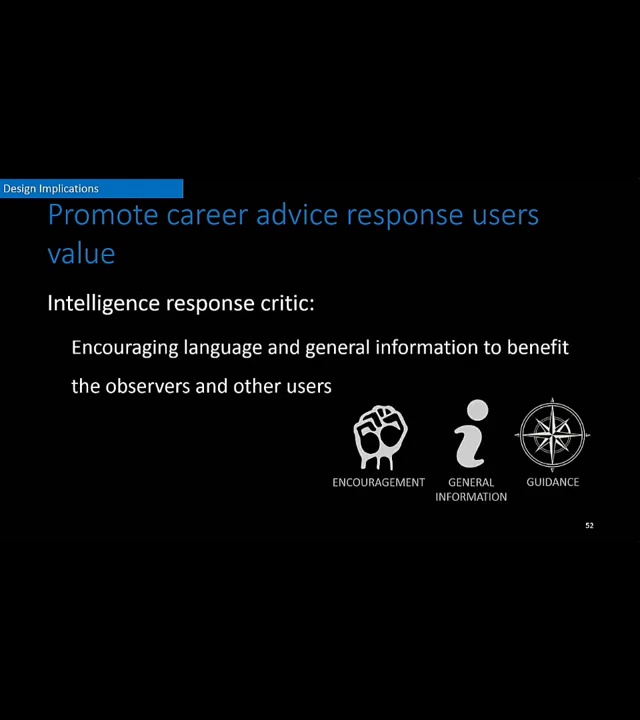 Design Implications
Promote career advice response users
value
Intelligence response critic:
Encouraging language and general information to benefit
the observers and other users
ENCOURAGEMENT
GENERAL
INFORMATION
GUIDANCE
52